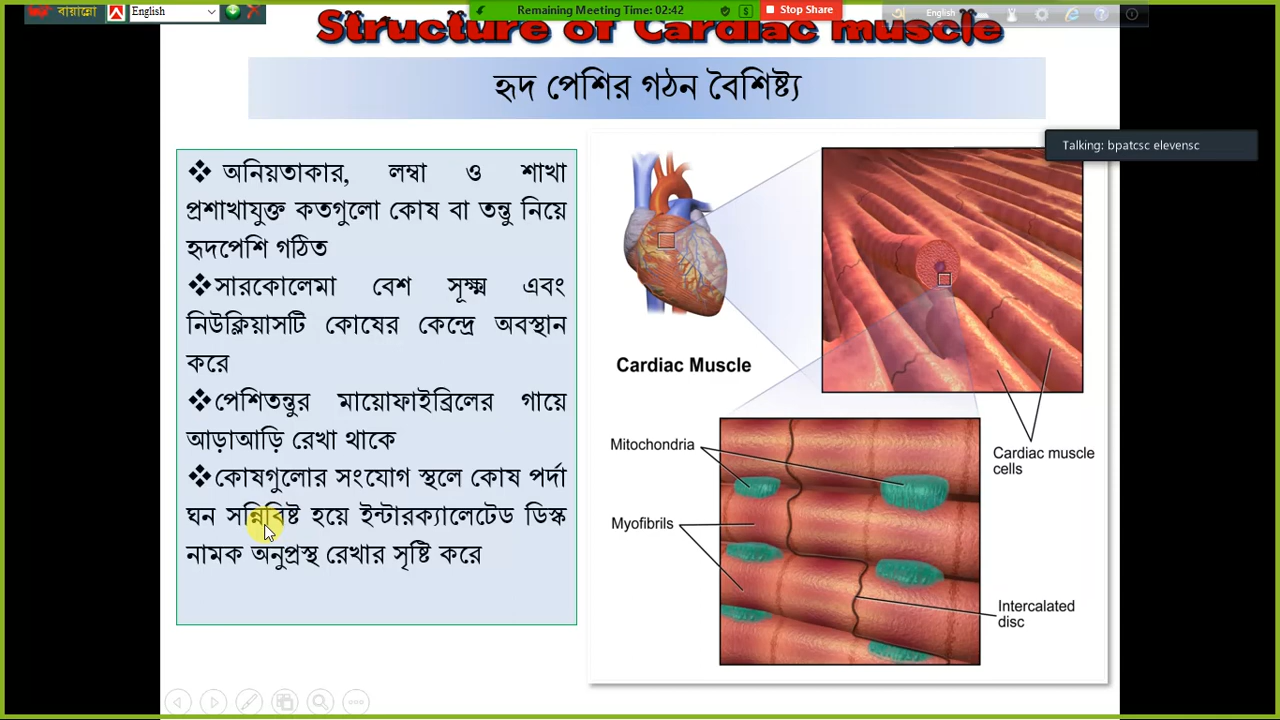 বায়ান্নো
English
Remaining Meeting Time: 02:42
Stop Share
English
Structure of Cardiac muscle
হৃদ পেশির গঠন বৈশিষ্ট্য
Talking: bpatcsc elevensc
❖ অনিয়তাকার, লম্বা ও শাখা
প্রশাখাযুক্ত কতগুলো কোষ বা তন্তু নিয়ে
হৃদপেশি গঠিত
❖সারকোলেমা বেশ সূক্ষ্ম এবং
নিউক্লিয়াসটি কোষের কেন্দ্রে অবস্থান
করে
❖পেশিতন্তুর মায়োফাইব্রিলের গায়ে
আড়াআড়ি রেখা থাকে
❖কোষগুলোর সংযোগ স্থলে কোষ পর্দা
ঘন সন্নিবিষ্ট হয়ে ইন্টারক্যালেটেড ডিস্ক
নামক অনুপ্রস্থ রেখার সৃষ্টি করে
Cardiac Muscle
Cardiac muscle
cells
Mitochondria
Myofibrils
Intercalated
disc